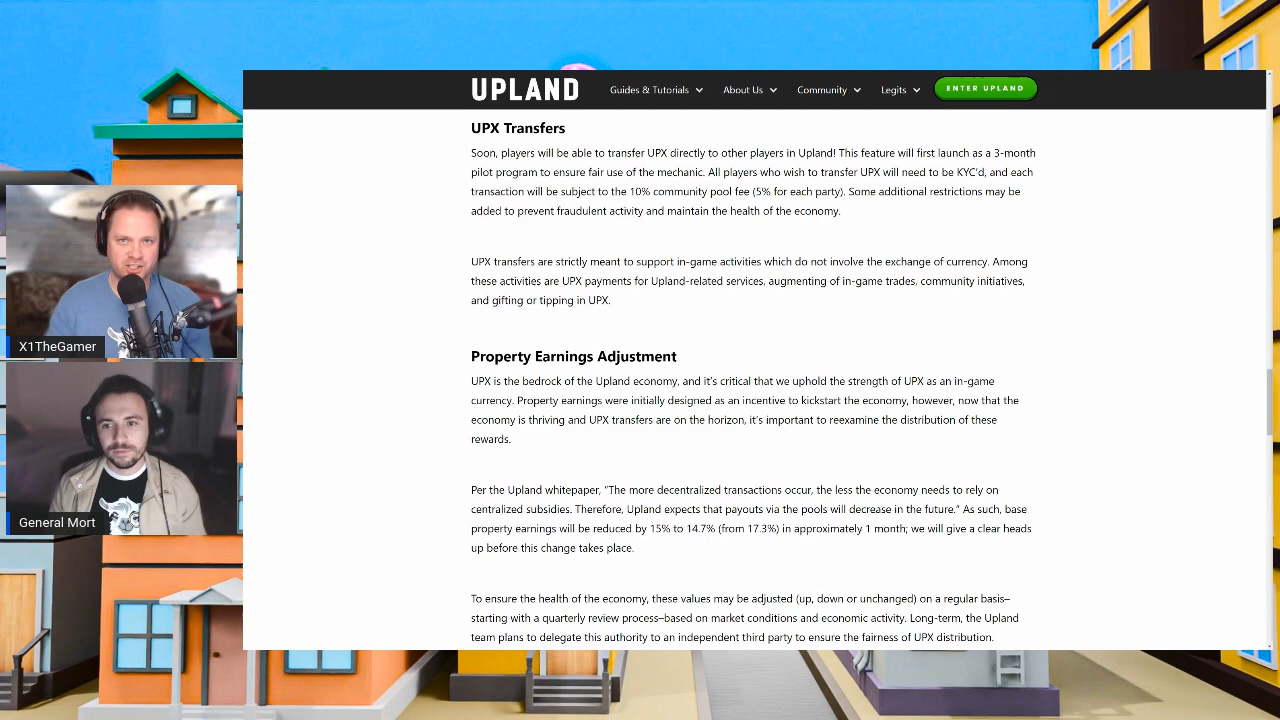 UPLAND
Guides & Tutorials
About Us
Community
Legits
ENTER UPLAND
UPX Transfers
Soon, players will be able to transfer UPX directly to other players in Upland! This feature will first launch as a 3-month
pilot program to ensure fair use of the mechanic. All players who wish to transfer UPX will need to be KYC'd, and each
transaction will be subject to the 10% community pool fee (5% for each party). Some additional restrictions may be
added to prevent fraudulent activity and maintain the health of the economy.
UPX transfers are strictly meant to support in-game activities which do not involve the exchange of currency. Among
these activities are UPX payments for Upland-related services, augmenting of in-game trades, community initiatives,
and gifting or tipping in UPX.
Property Earnings Adjustment
UPX is the bedrock of the Upland economy, and it's critical that we uphold the strength of UPX as an in-game
currency. Property earnings were initially designed as an incentive to kickstart the economy, however, now that the
economy is thriving and UPX transfers are on the horizon, it's important to reexamine the distribution of these
rewards.
Per the Upland whitepaper, “The more decentralized transactions occur, the less the economy needs to rely on
centralized subsidies. Therefore, Upland expects that payouts via the pools will decrease in the future.” As such, base
property earnings will be reduced by 15% to 14.7% (from 17.3%) in approximately 1 month; we will give a clear heads
up before this change takes place.
To ensure the health of the economy, these values may be adjusted (up, down or unchanged) on a regular basis–
starting with a quarterly review process–based on market conditions and economic activity. Long-term, the Upland
team plans to delegate this authority to an independent third party to ensure the fairness of UPX distribution.
X1TheGamer
General Mort